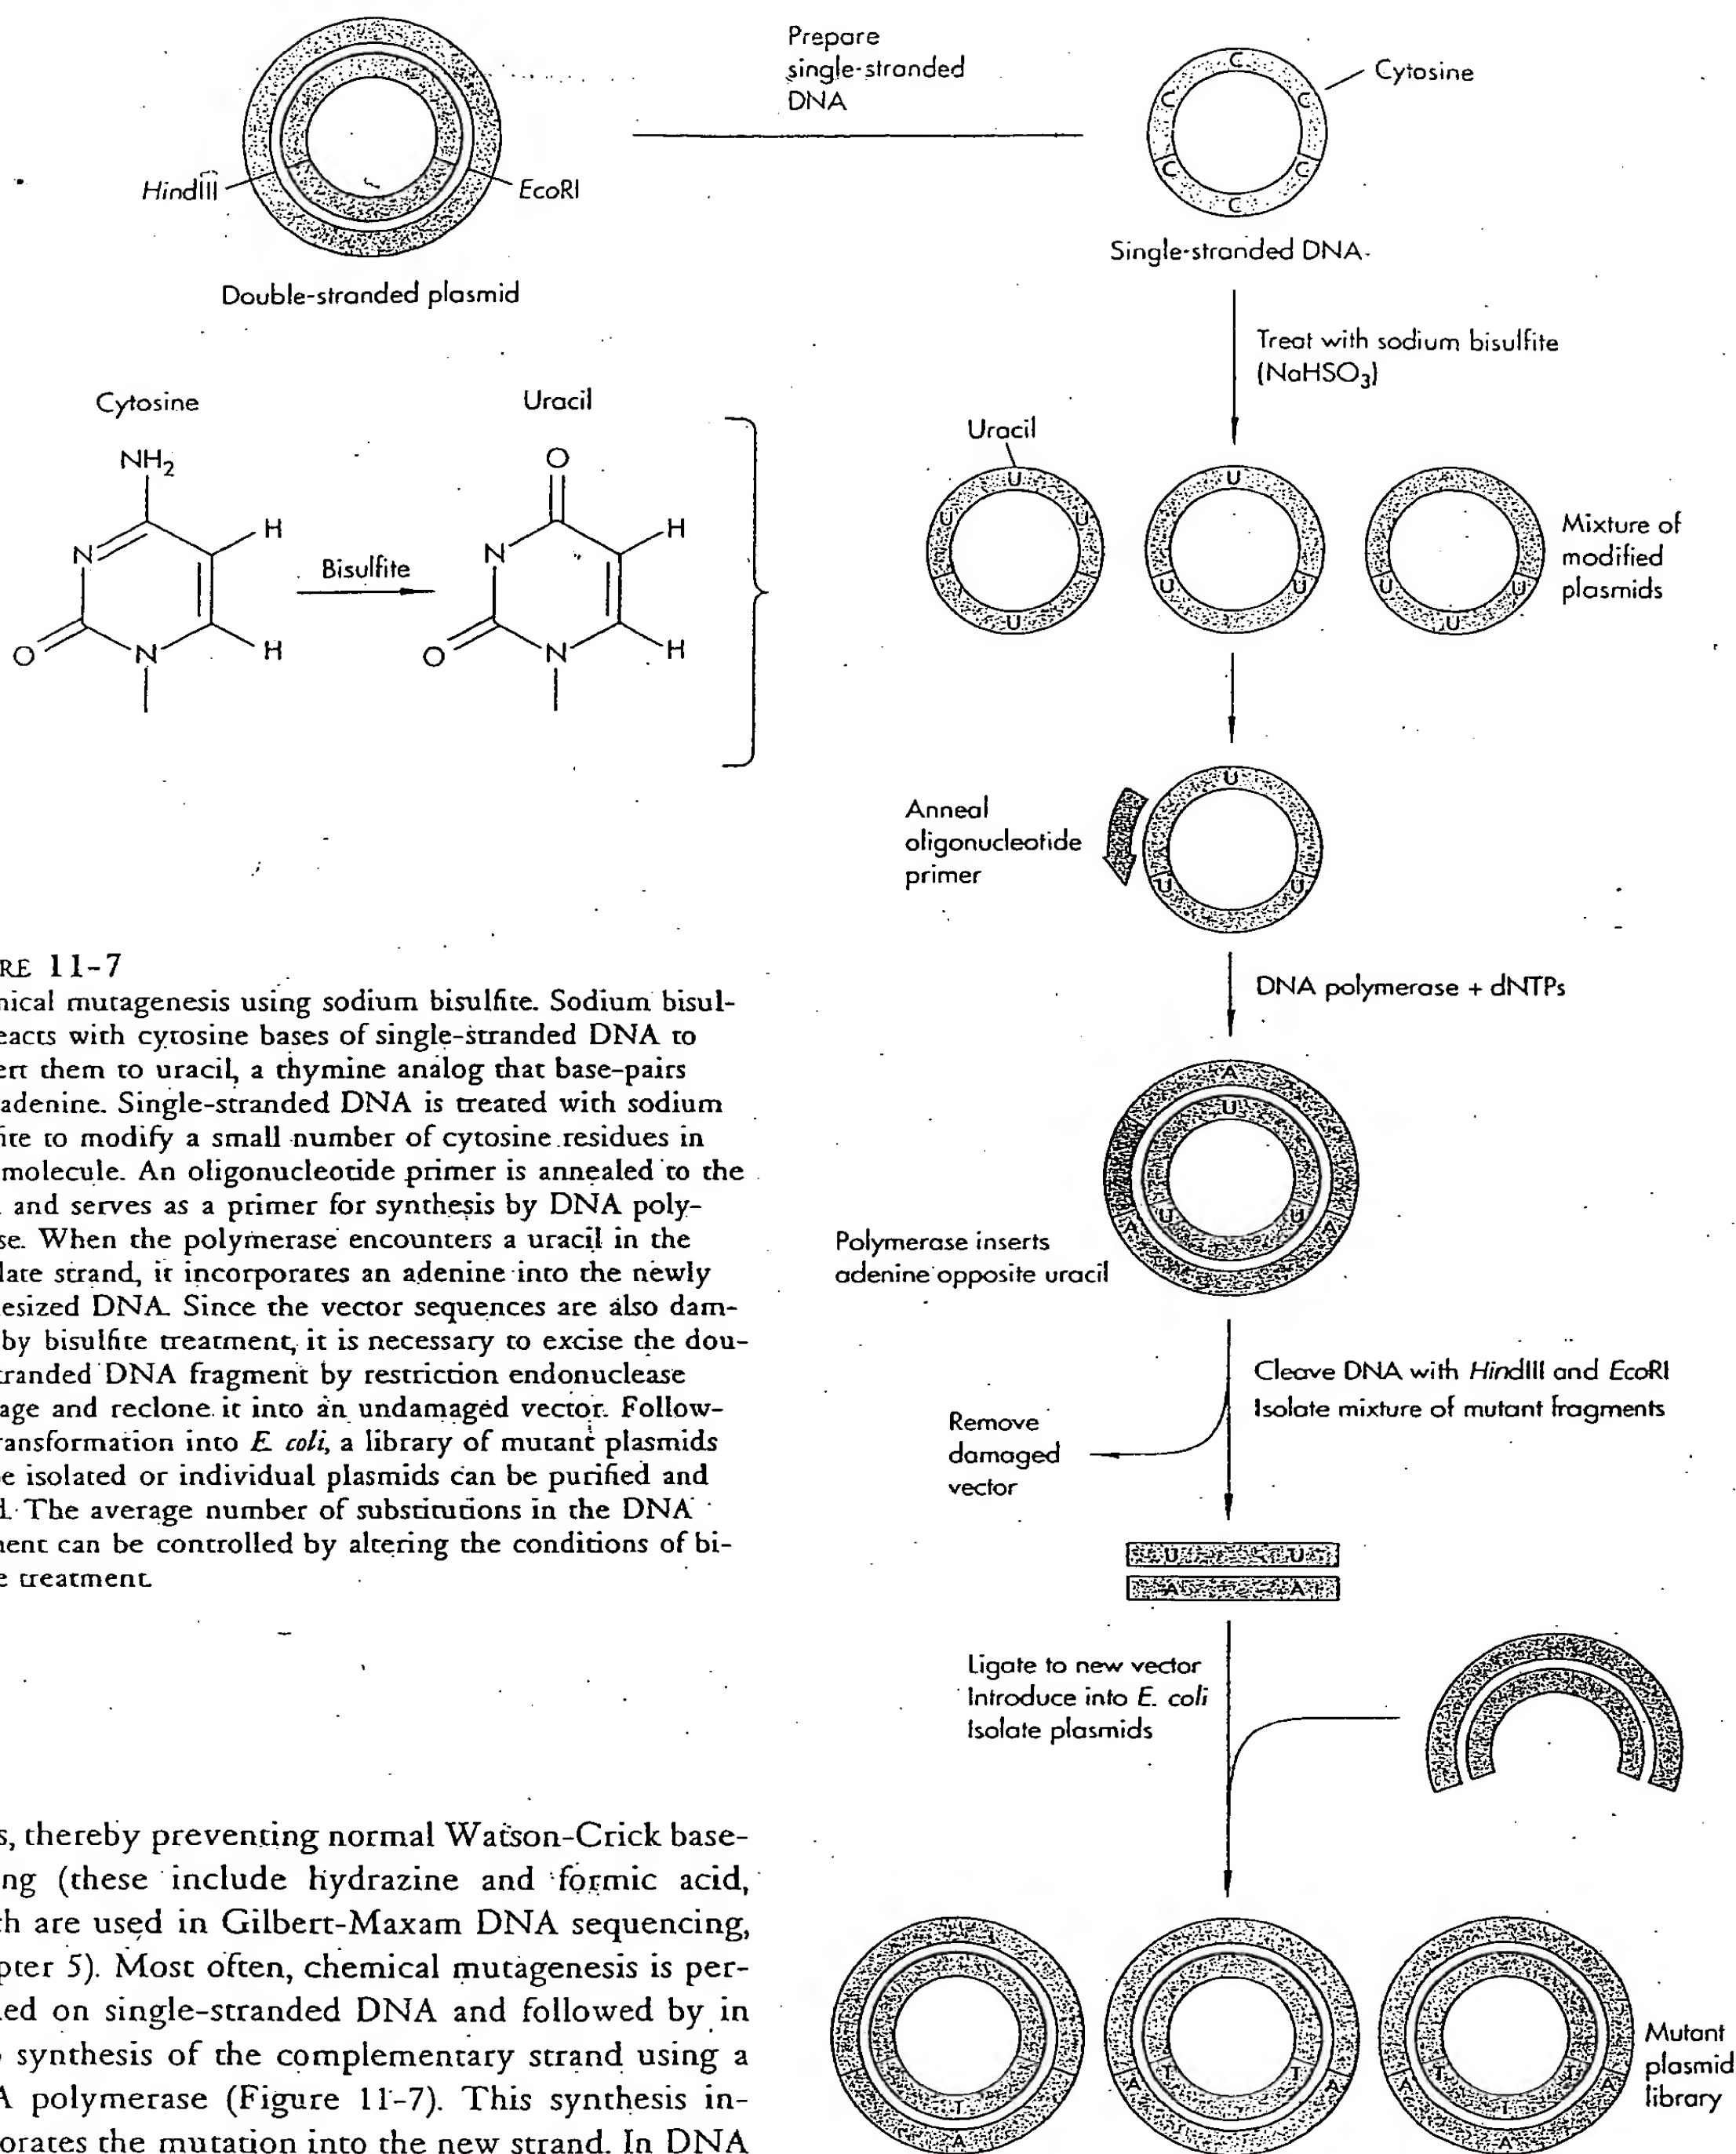 Prepare
single-stranded
DNA
Cytosine
C
C
C
C
C
C
HindIII
EcoRI
Double-stranded plasmid
Single-stranded DNA
Treat with sodium bisulfite
(NaHSO3)
Cytosine
Uracil
NH2
N
H
H
N
O
Bisulfite
O
N
H
H
N
O
Uracil
U
U
U
U
U
U
U
U
U
U
Mixture of
modified
plasmids
Anneal
oligonucleotide
primer
U
U
U
DNA polymerase + dNTPs
A
U
U
U
A
A
Polymerase inserts
adenine opposite uracil
Cleave DNA with HindIII and EcoRI
Isolate mixture of mutant fragments
Remove
damaged
vector
U U
A A
Ligate to new vector
Introduce into E. coli
Isolate plasmids
T
A
T
T
A
A
T
T
T
A
A
A
Mutant
plasmid
library
RE 11-7
nical mutagenesis using sodium bisulfite. Sodium bisul-
eacts with cytosine bases of single-stranded DNA to
ert them to uracil, a thymine analog that base-pairs
adenine. Single-stranded DNA is treated with sodium
ite to modify a small number of cytosine residues in
molecule. An oligonucleotide primer is annealed to the
and serves as a primer for synthesis by DNA poly-
se. When the polymerase encounters a uracil in the
late strand, it incorporates an adenine into the newly
esized DNA. Since the vector sequences are also dam-
by bisulfite treatment, it is necessary to excise the dou-
tranded DNA fragment by restriction endonuclease
age and reclone it into an undamaged vector. Follow-
ransformation into E. coli, a library of mutant plasmids
e isolated or individual plasmids can be purified and
d. The average number of substitutions in the DNA
ment can be controlled by altering the conditions of bi-
e treatment.
s, thereby preventing normal Watson-Crick base-
ng (these include hydrazine and formic acid,
h are used in Gilbert-Maxam DNA sequencing,
pter 5). Most often, chemical mutagenesis is per-
ed on single-stranded DNA and followed by in
synthesis of the complementary strand using a
A polymerase (Figure 11-7). This synthesis in-
orates the mutation into the new strand. In DNA